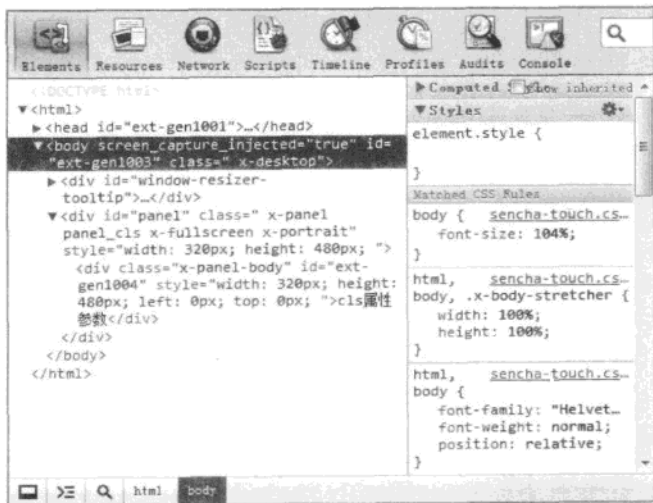 Elements Resources Network Scripts Timeline Profiles Audits Console
<!DOCTYPE html>
▼<html>
▶<head id="ext-gen1001">…</head>
▼<body screen_capture_injected="true" id=
"ext-gen1003" class=" x-desktop">
▶<div id="window-resizer-
tooltip">…</div>
▼<div id="panel" class=" x-panel
panel_cls x-fullscreen x-portrait"
style="width: 320px; height: 480px; ">
<div class="x-panel-body" id="ext-
gen1004" style="width: 320px; height:
480px; left: 0px; top: 0px; ">cls属性
参数</div>
</div>
</body>
</html>
▶Computed Show inherited
▼Styles
element.style {
}
Matched CSS Rules
body { sencha-touch.cs…
font-size: 104%;
}
html, sencha-touch.cs…
body, .x-body-stretcher {
width: 100%;
height: 100%;
}
html, sencha-touch.cs…
body {
font-family: "Helvet…
font-weight: normal;
position: relative;
}
html body